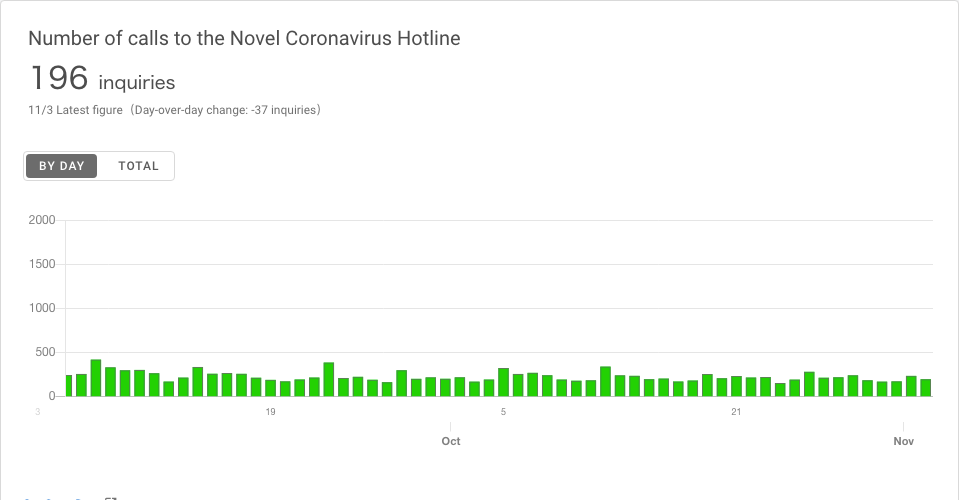 Number of calls to the Novel Coronavirus Hotline
196 inquiries
11/3 Latest figure（Day-over-day change: -37 inquiries）
BY DAY TOTAL
2000
1500
1000
500
0
3 19 5 21
Oct Nov